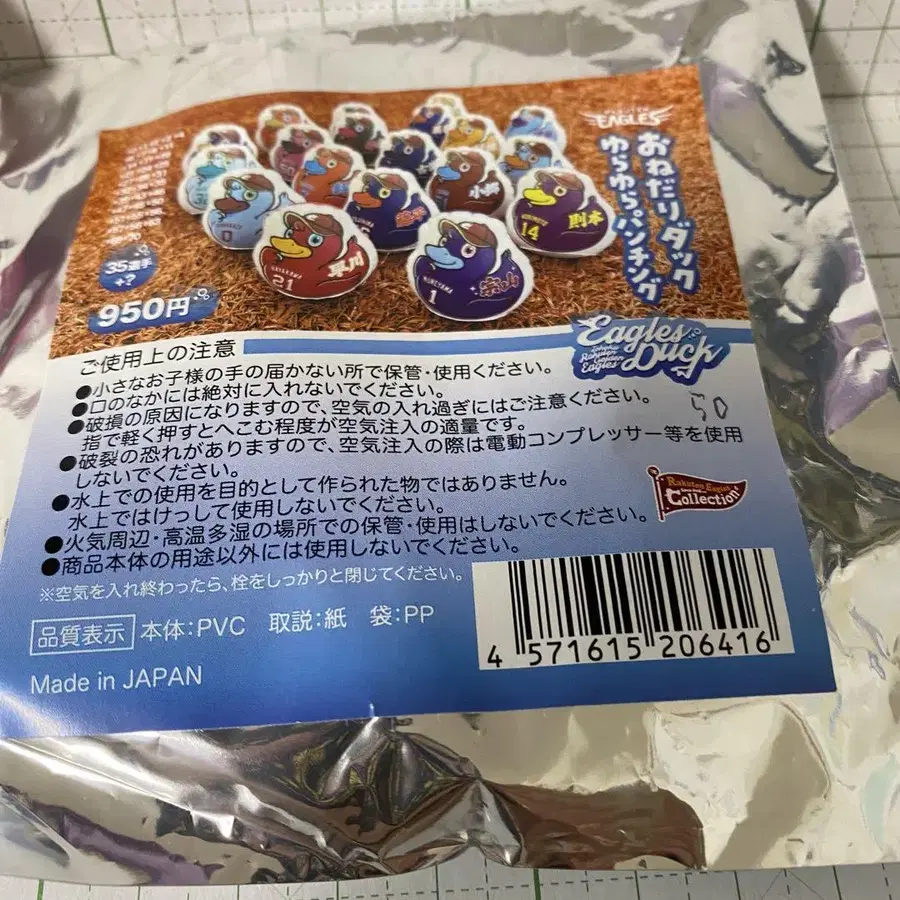 EAGLES
おねだりダック
ゆらゆらパンチング
小郷
則本
14
宗山
1
早川
21
0
35選手
+?
950円
Eagles
Duck
Tohoku
Rakuten
Golden
Eagles
ご使用上の注意
●小さなお子様の手の届かない所で保管・使用ください。
●口のなかには絶対に入れないでください。
●破損の原因になりますので、空気の入れ過ぎにはご注意ください。
指で軽く押すとへこむ程度が空気注入の適量です。
●破裂の恐れがありますので、空気注入の際は電動コンプレッサー等を使用
しないでください。
●水上での使用を目的として作られた物ではありません。
水上ではけっして使用しないでください。
●火気周辺・高温多湿の場所での保管・使用はしないでください。
●商品本体の用途以外には使用しないでください。
※空気を入れ終わったら、栓をしっかりと閉じてください。
50
Rakuten Eagles
Collection
品質表示 本体:PVC 取説:紙 袋:PP
Made in JAPAN
4 571615 206416